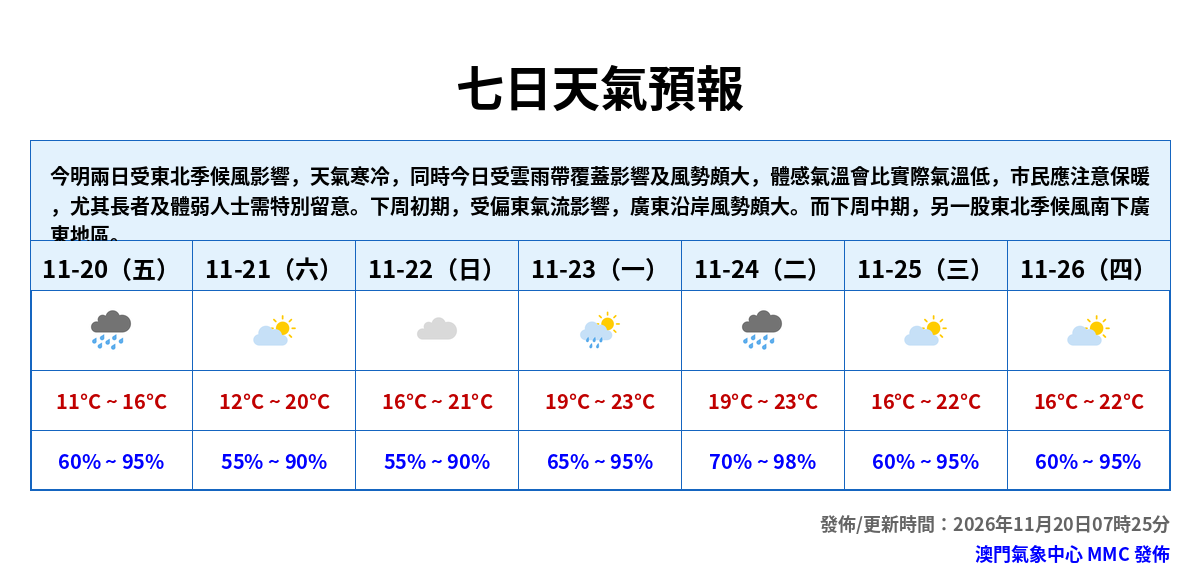 七日天氣預報
今明兩日受東北季候風影響，天氣寒冷，同時今日受雲雨帶覆蓋影響及風勢頗大，體感氣溫會比實際氣溫低，市民應注意保暖
，尤其長者及體弱人士需特別留意。下周初期，受偏東氣流影響，廣東沿岸風勢頗大。而下周中期，另一股東北季候風南下廣
東地區。
11-20（五） 11-21（六） 11-22（日） 11-23（一） 11-24（二） 11-25（三） 11-26（四）
11°C ~ 16°C 12°C ~ 20°C 16°C ~ 21°C 19°C ~ 23°C 19°C ~ 23°C 16°C ~ 22°C 16°C ~ 22°C
60% ~ 95% 55% ~ 90% 55% ~ 90% 65% ~ 95% 70% ~ 98% 60% ~ 95% 60% ~ 95%
發佈/更新時間：2026年11月20日07時25分
澳門氣象中心 MMC 發佈